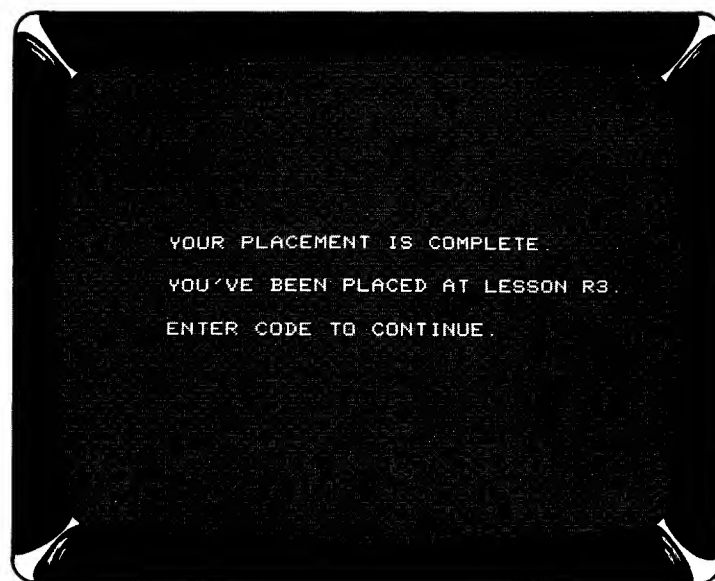 YOUR PLACEMENT IS COMPLETE.
YOU'VE BEEN PLACED AT LESSON R3.
ENTER CODE TO CONTINUE.